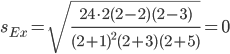 s_{Ex} = \sqrt{\frac{24 \cdot 2(2-2)(2-3)}{(2+1)^2(2+3)(2+5)}} = 0